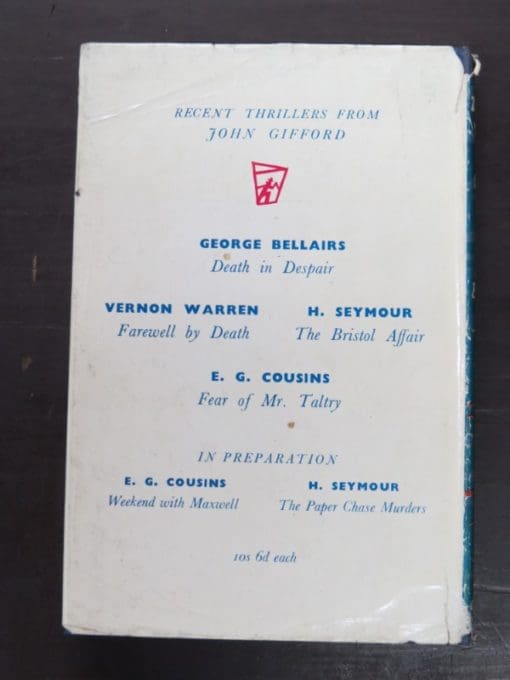 RECENT THRILLERS FROM
JOHN GIFFORD
GEORGE BELLAIRS
Death in Despair
VERNON WARREN
Farewell by Death
H. SEYMOUR
The Bristol Affair
E. G. COUSINS
Fear of Mr. Taltry
IN PREPARATION
E. G. COUSINS
Weekend with Maxwell
H. SEYMOUR
The Paper Chase Murders
10s 6d each